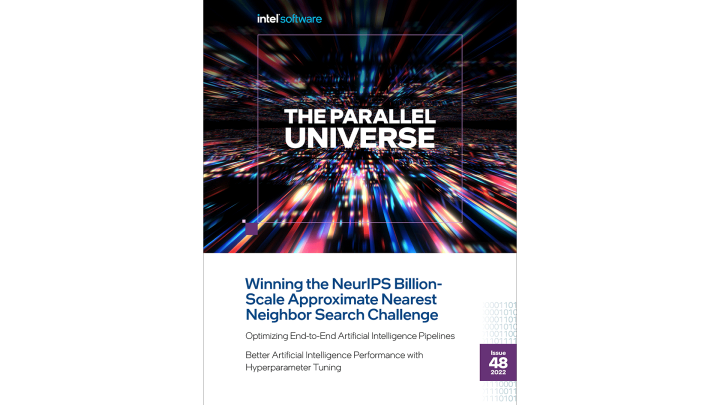 intel software
THE PARALLEL
UNIVERSE
Winning the NeurIPS Billion-
Scale Approximate Nearest
Neighbor Search Challenge
Optimizing End-to-End Artificial Intelligence Pipelines
Better Artificial Intelligence Performance with
Hyperparameter Tuning
Issue
48
2022